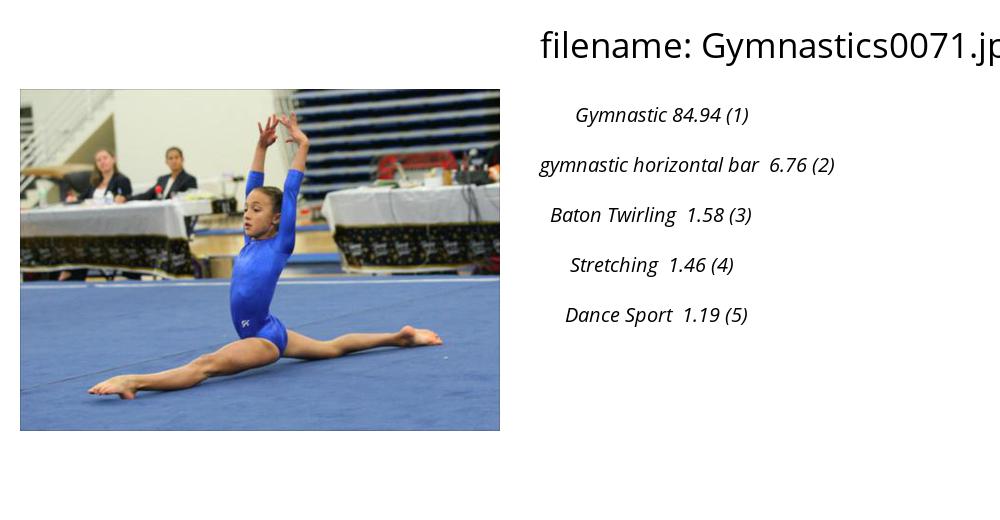 filename: Gymnastics0071.jp
Gymnastic 84.94 (1)
gymnastic horizontal bar 6.76 (2)
Baton Twirling 1.58 (3)
Stretching 1.46 (4)
Dance Sport 1.19 (5)